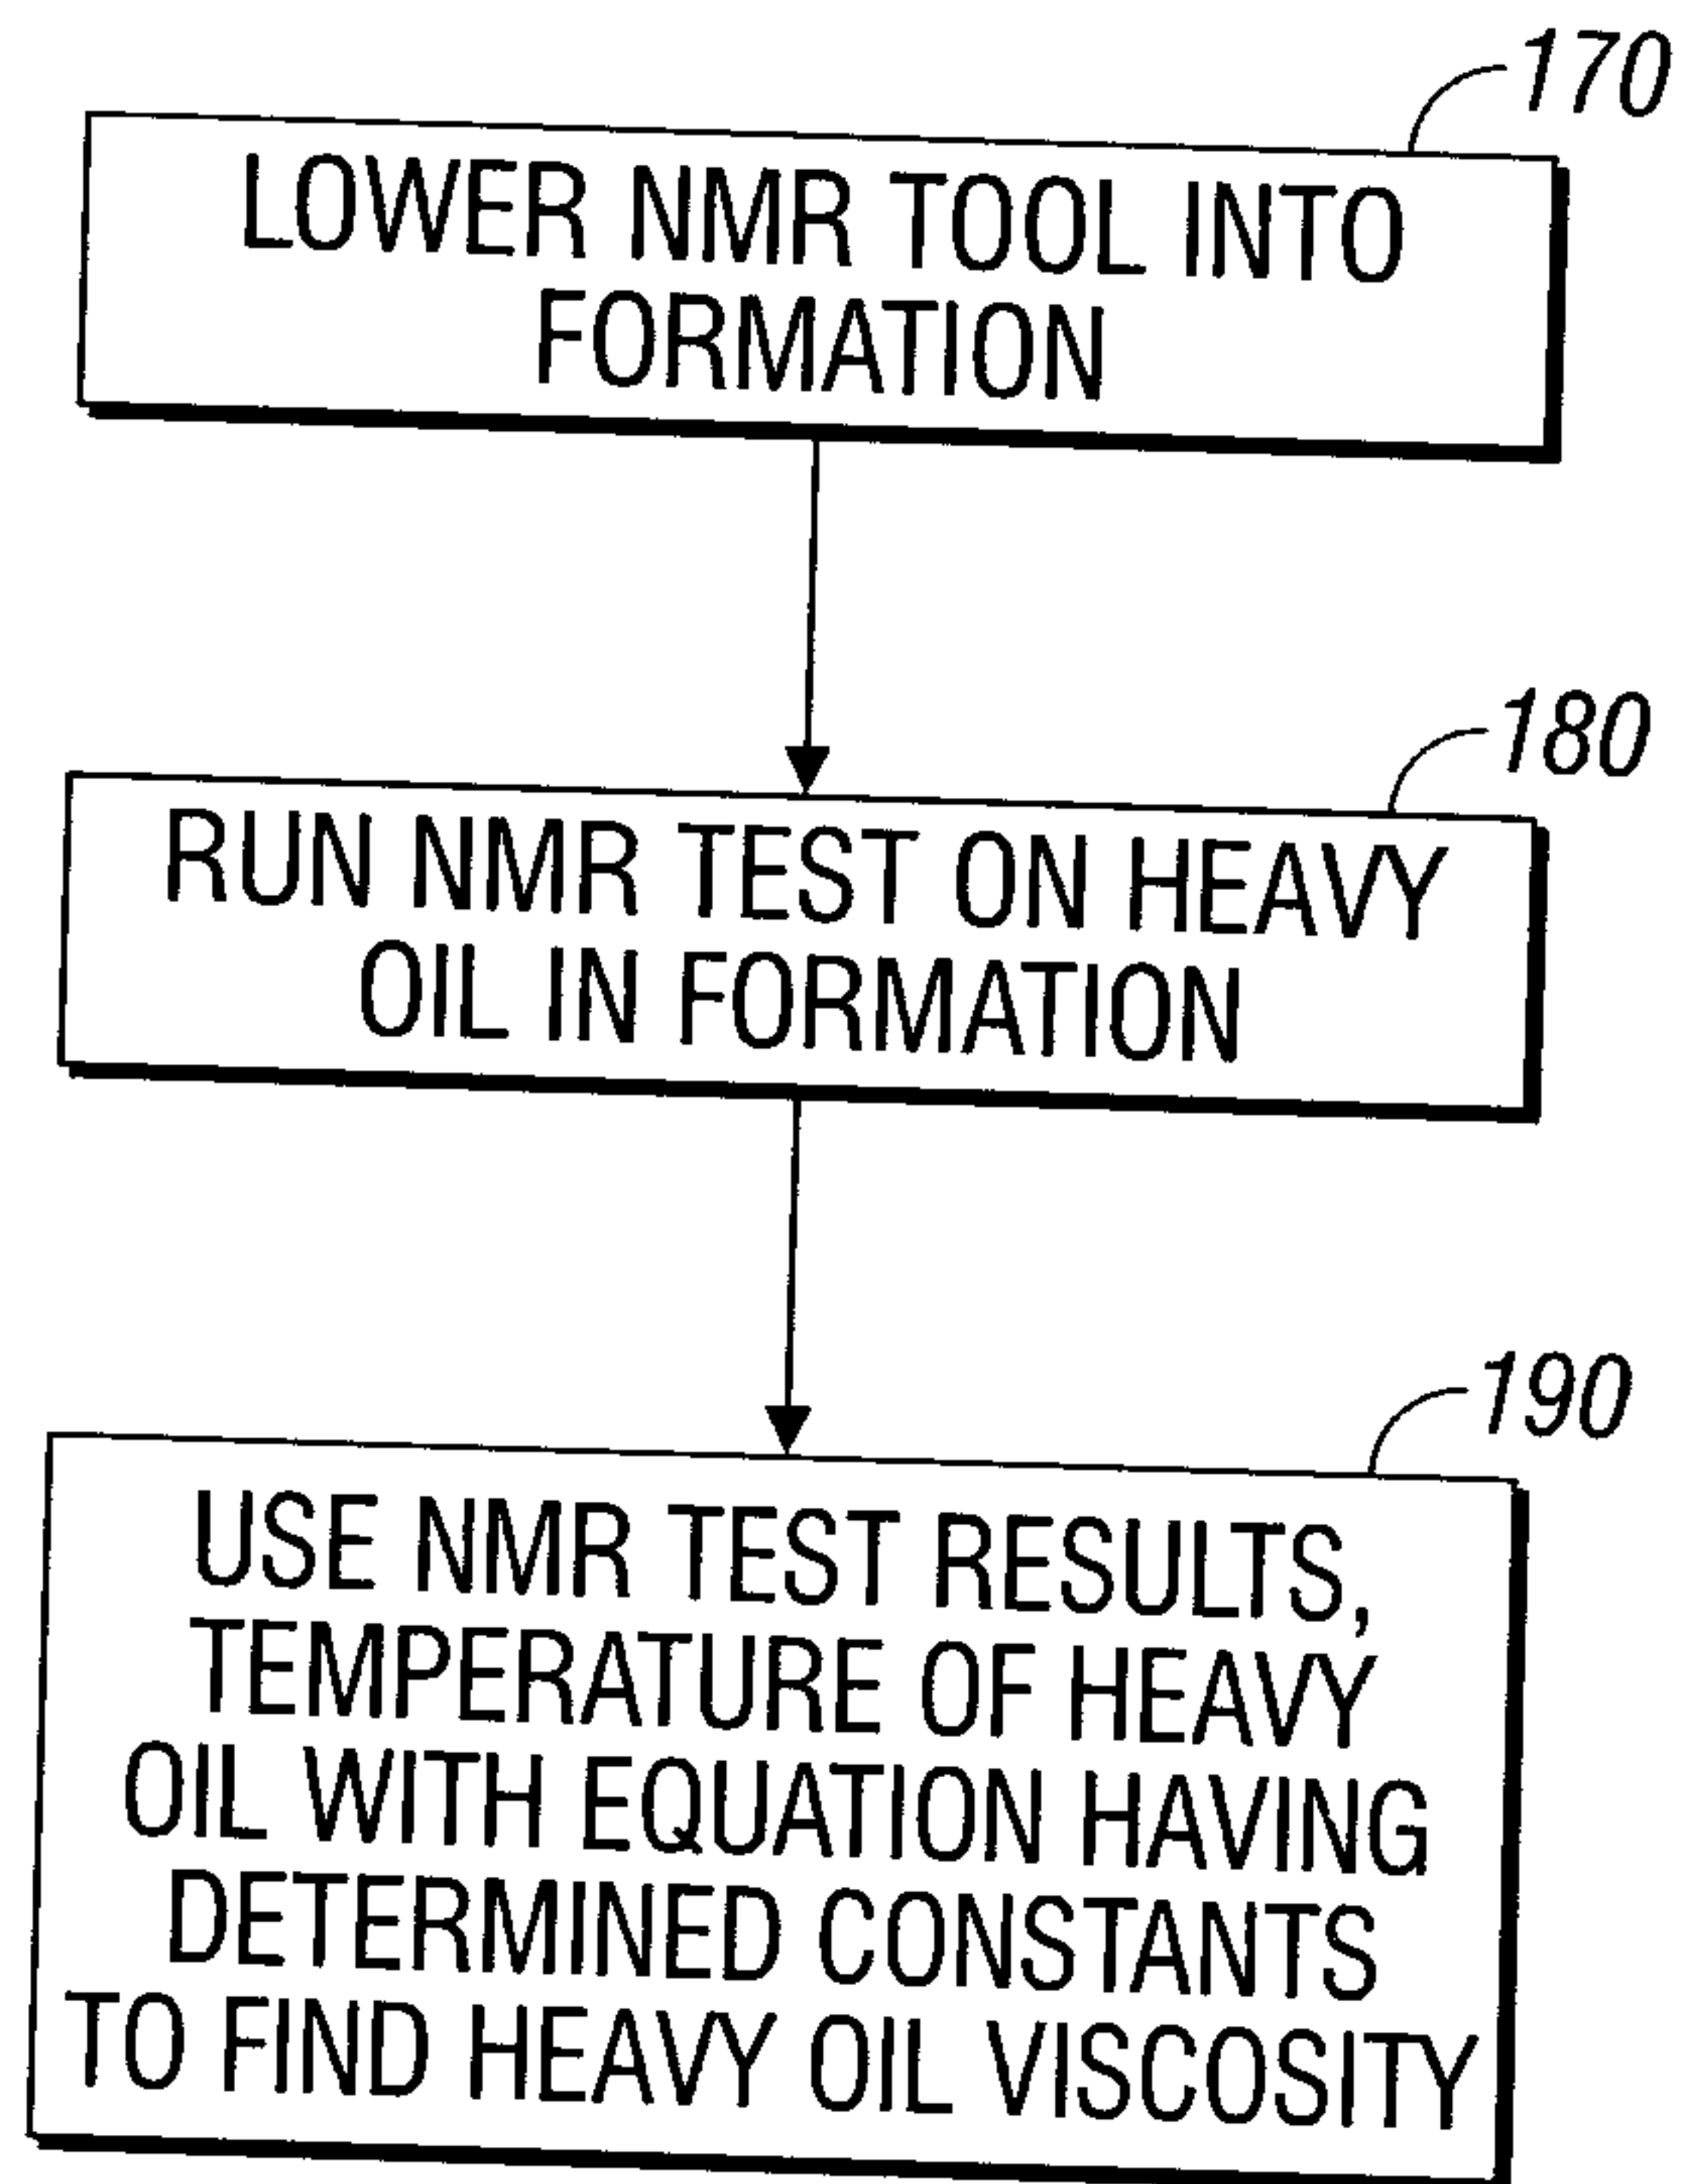 170
LOWER NMR TOOL INTO
FORMATION
180
RUN NMR TEST ON HEAVY
OIL IN FORMATION
190
USE NMR TEST RESULTS,
TEMPERATURE OF HEAVY
OIL WITH EQUATION HAVING
DETERMINED CONSTANTS
TO FIND HEAVY OIL VISCOSITY